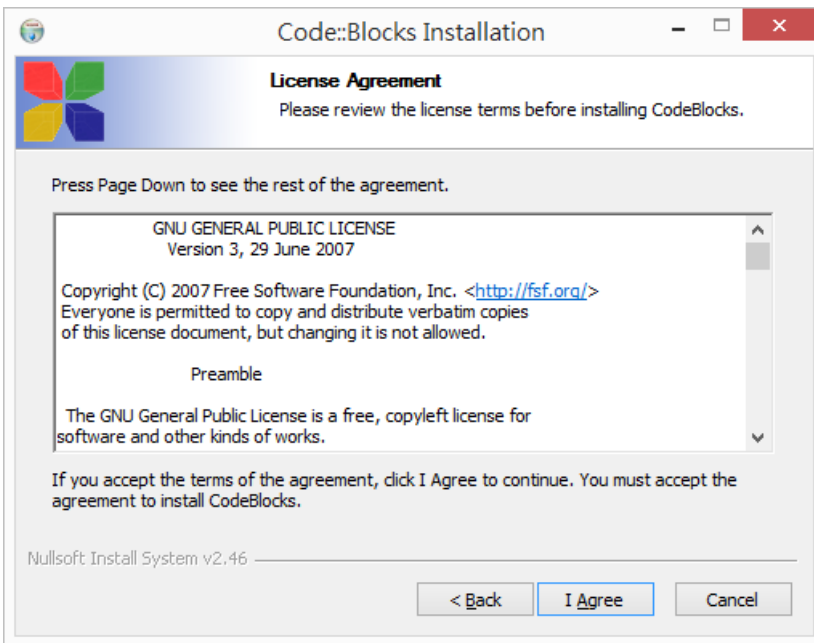 Code::Blocks Installation
License Agreement
Please review the license terms before installing CodeBlocks.
Press Page Down to see the rest of the agreement.
GNU GENERAL PUBLIC LICENSE
Version 3, 29 June 2007
Copyright (C) 2007 Free Software Foundation, Inc. <http://fsf.org/>
Everyone is permitted to copy and distribute verbatim copies
of this license document, but changing it is not allowed.
Preamble
The GNU General Public License is a free, copyleft license for
software and other kinds of works.
If you accept the terms of the agreement, click I Agree to continue. You must accept the
agreement to install CodeBlocks.
Nullsoft Install System v2.46
< Back I Agree Cancel